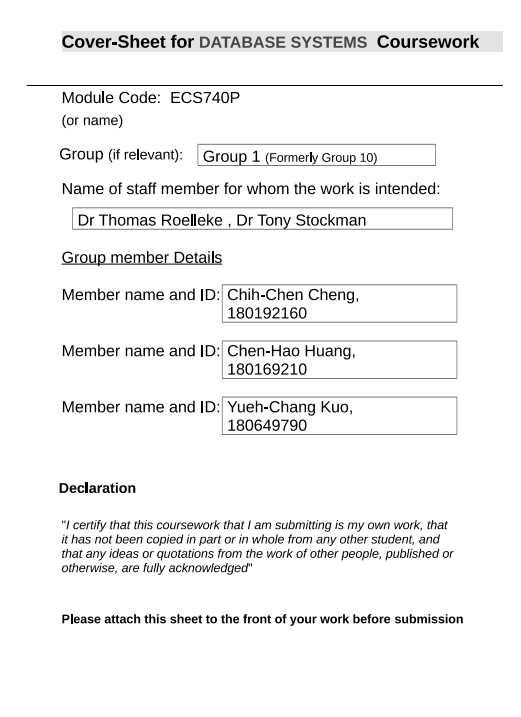 Cover-Sheet for DATABASE SYSTEMS Coursework
Module Code: ECS740P
(or name)
Group (if relevant): Group 1 (Formerly Group 10)
Name of staff member for whom the work is intended:
Dr Thomas Roelleke , Dr Tony Stockman
Group member Details
Member name and ID: Chih-Chen Cheng,
180192160
Member name and ID: Chen-Hao Huang,
180169210
Member name and ID: Yueh-Chang Kuo,
180649790
Declaration
"I certify that this coursework that I am submitting is my own work, that
it has not been copied in part or in whole from any other student, and
that any ideas or quotations from the work of other people, published or
otherwise, are fully acknowledged"
Please attach this sheet to the front of your work before submission